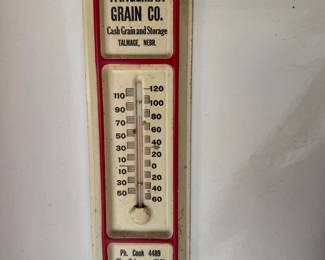 GRAIN CO.
Cash Grain and Storage
TALMAGE, NEBR.
110 120
90 100
70 80
50 60
30 40
10 20
10 0
30 20
50 40
60
Ph. Cook 4489